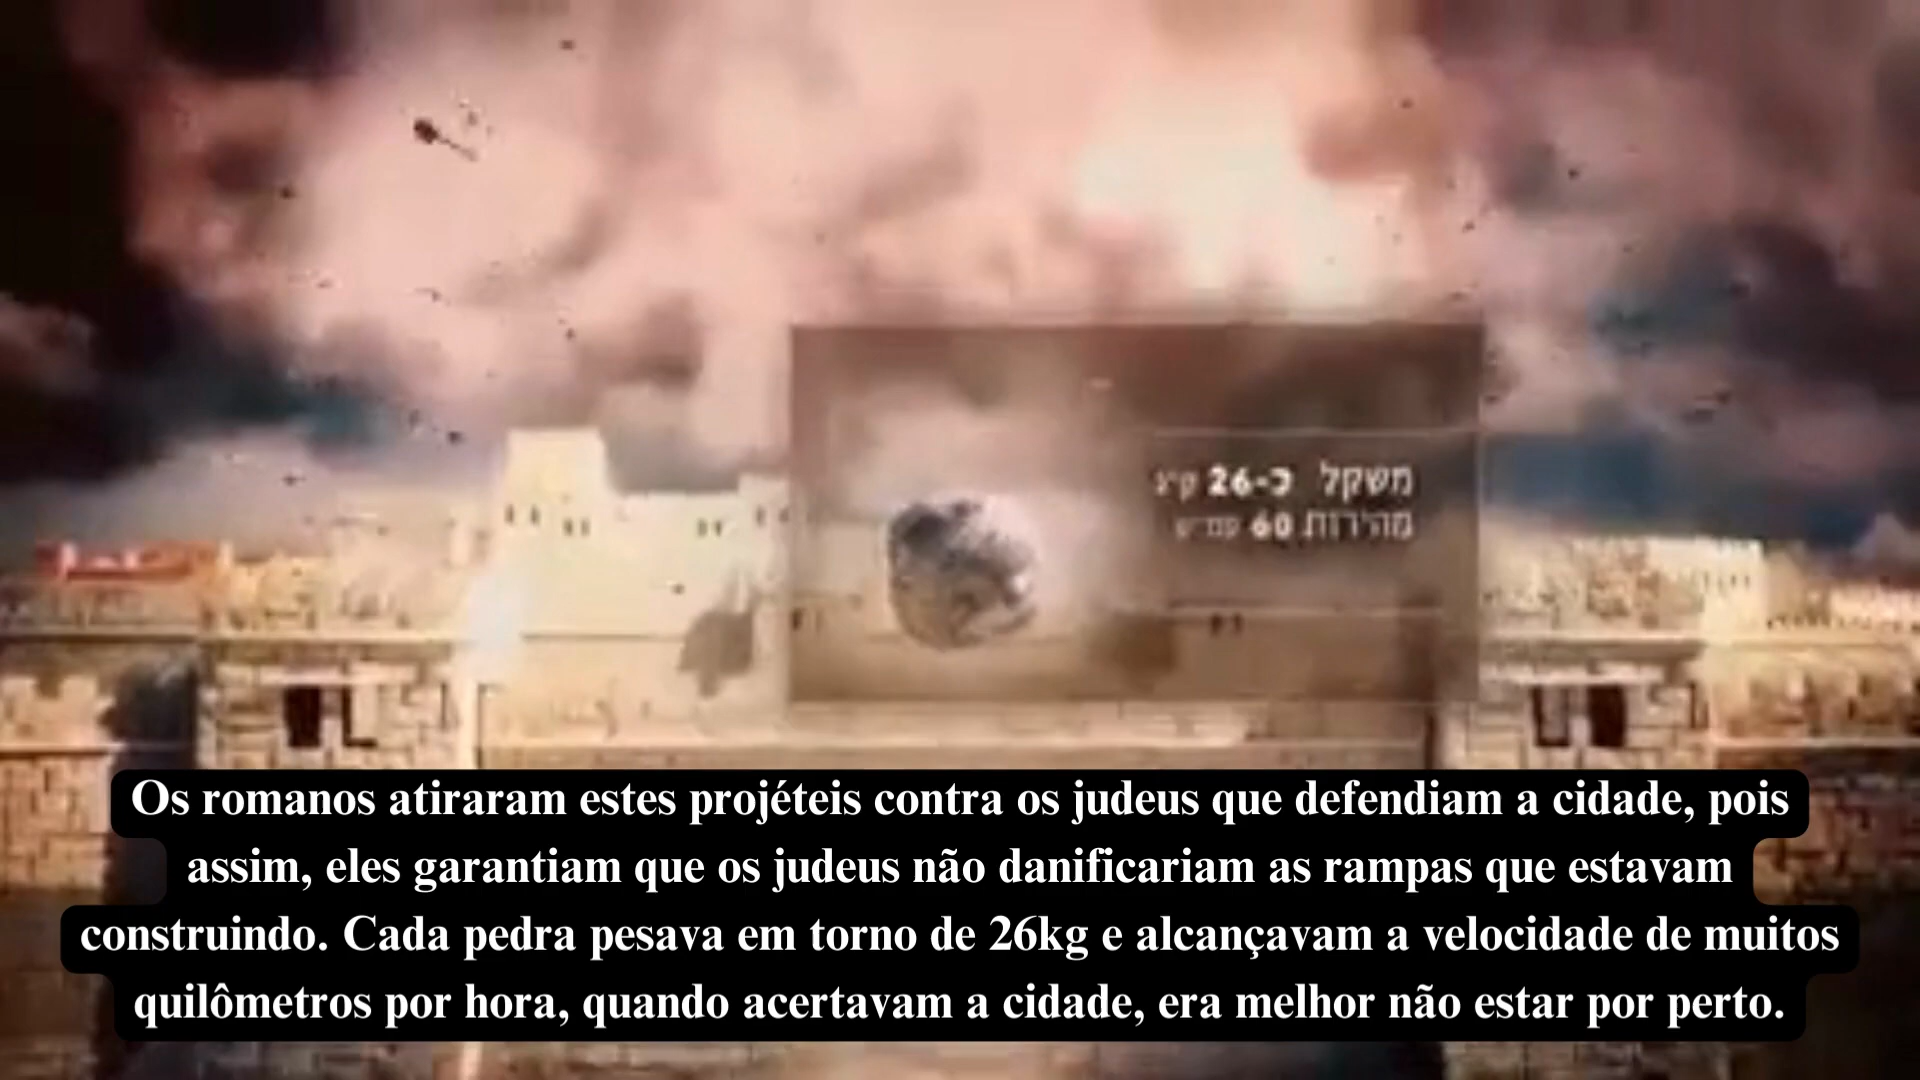 משקל כ-26 ק"ג
מהירות 60 קמ"ש
Os romanos atiraram estes projéteis contra os judeus que defendiam a cidade, pois
assim, eles garantiam que os judeus não danificariam as rampas que estavam
construindo. Cada pedra pesava em torno de 26kg e alcançavam a velocidade de muitos
quilômetros por hora, quando acertavam a cidade, era melhor não estar por perto.